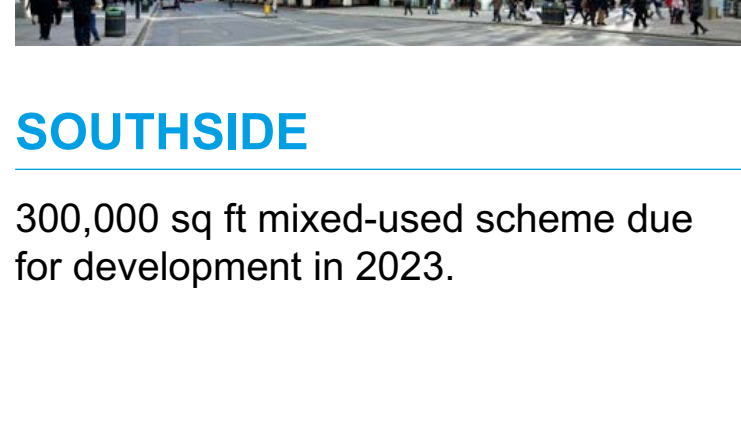 SOUTHSIDE
300,000 sq ft mixed-used scheme due
for development in 2023.